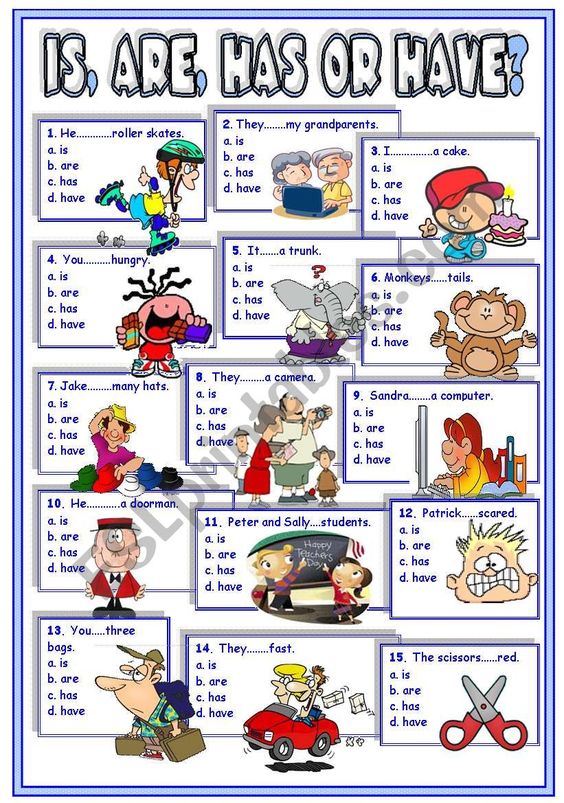 IS, ARE, HAS OR HAVE?
1. He.............roller skates.
a. is
b. are
c. has
d. have
2. They........my grandparents.
a. is
b. are
c. has
d. have
3. I...............a cake.
a. is
b. are
c. has
d. have
4. You..........hungry.
a. is
b. are
c. has
d. have
5. It.......a trunk.
a. is
b. are
c. has
d. have
?
6. Monkeys......tails.
a. is
b. are
c. has
d. have
7. Jake.........many hats.
a. is
b. are
c. has
d. have
8. They.........a camera.
a. is
b. are
c. has
d. have
9. Sandra........a computer.
a. is
b. are
c. has
d. have
10. He............a doorman.
a. is
b. are
c. has
d. have
11. Peter and Sally....students.
a. is
b. are
c. has
d. have
Happy
Teachers
Day
12. Patrick......scared.
a. is
b. are
c. has
d. have
13. You.....three
bags.
a. is
b. are
c. has
d. have
14. They........fast.
a. is
b. are
c. has
d. have
15. The scissors......red.
a. is
b. are
c. has
d. have
ESLprintables.com